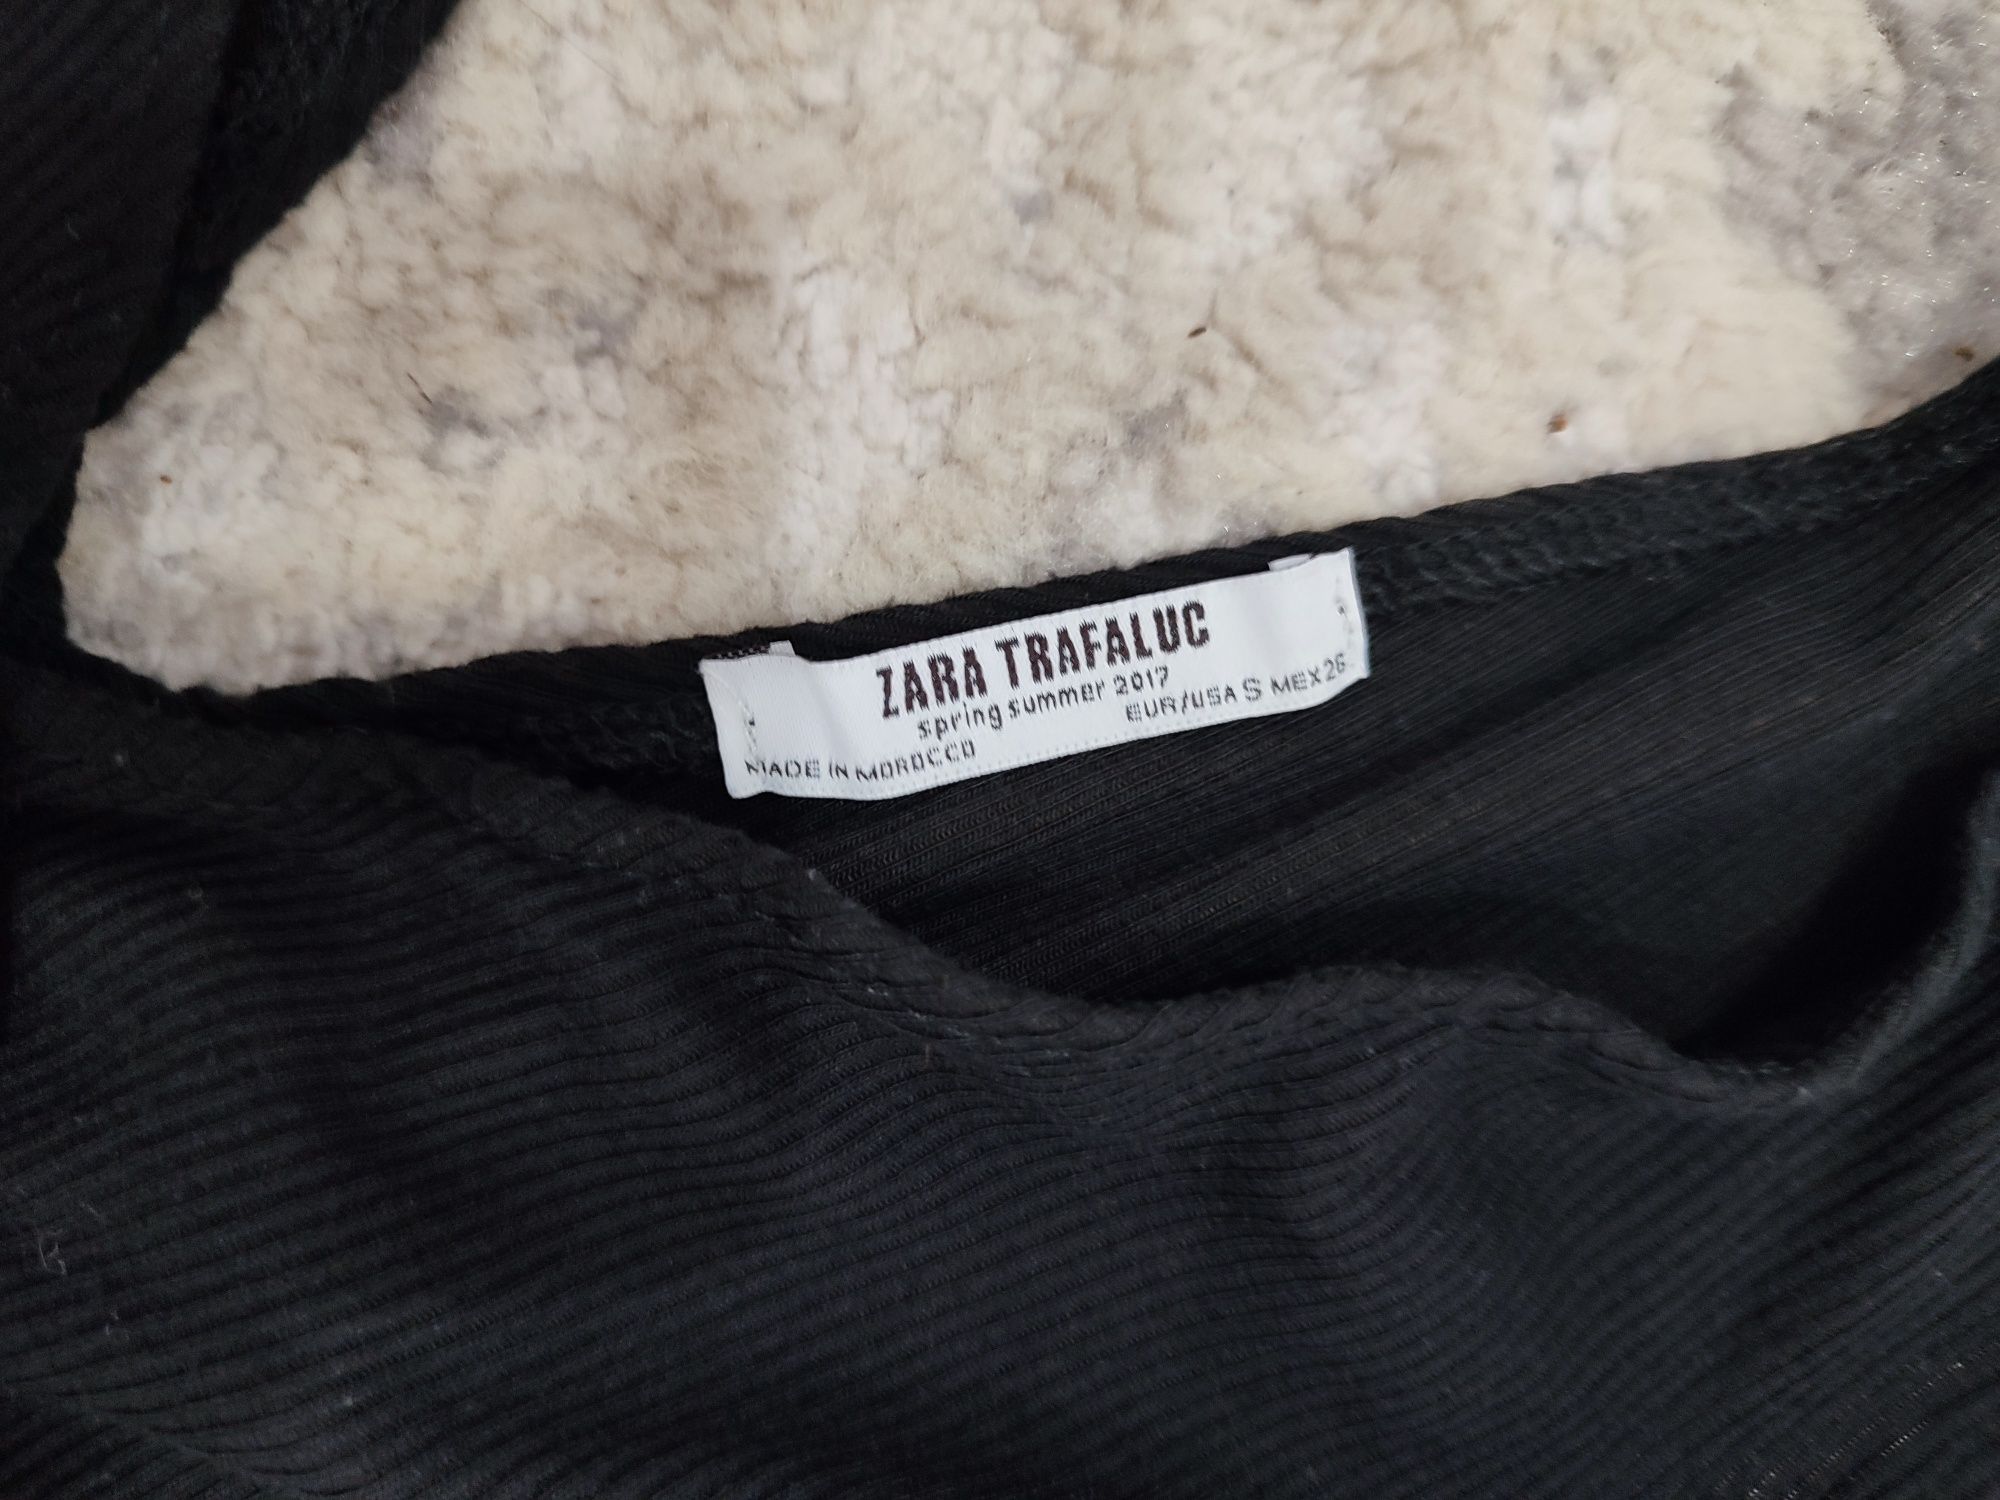 ZARA TRAFALUC
spring summer 2017
EUR/USA S MEX 26
MADE IN MOROCCO